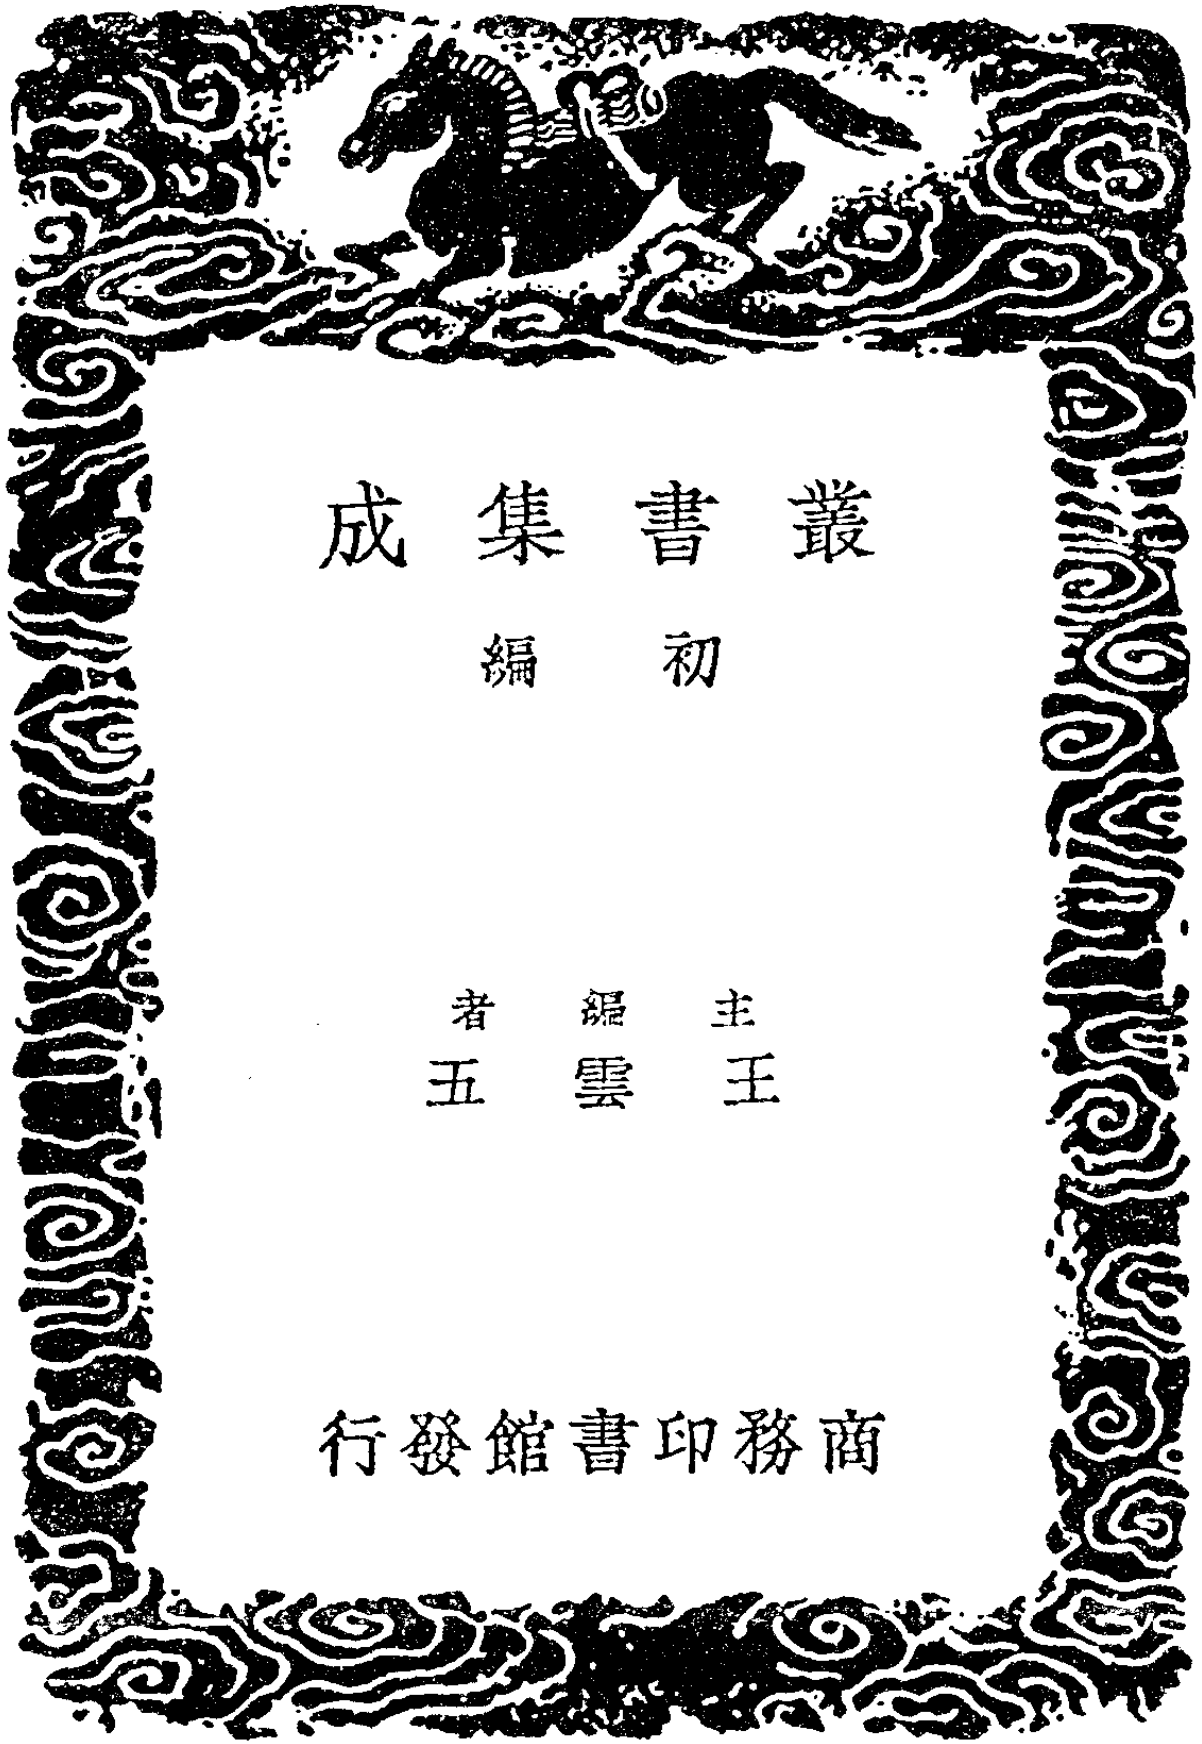 叢書集成
初編
主編者
王雲五
商務印書館發行